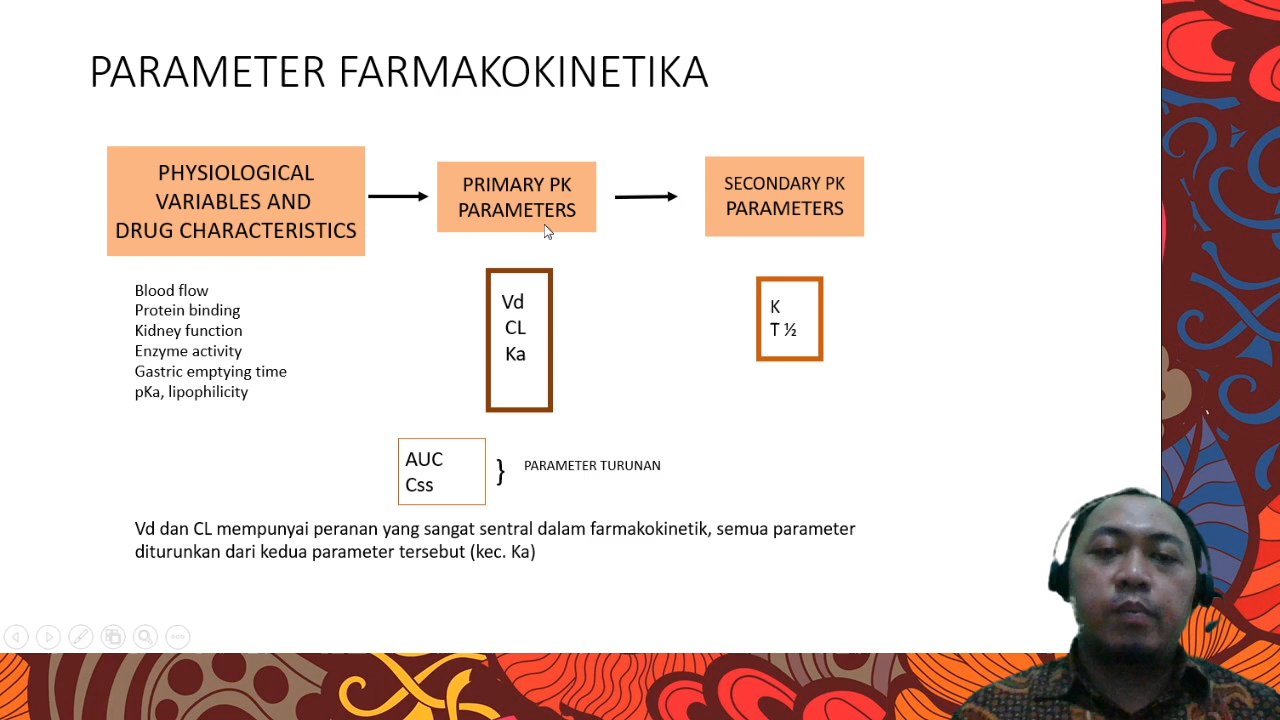 PARAMETER FARMAKOKINETIKA
PHYSIOLOGICAL
VARIABLES AND
DRUG CHARACTERISTICS
PRIMARY PK
PARAMETERS
SECONDARY PK
PARAMETERS
Blood flow
Protein binding
Kidney function
Enzyme activity
Gastric emptying time
pKa, lipophilicity
Vd
CL
Ka
K
T ½
AUC
Css
} PARAMETER TURUNAN
Vd dan CL mempunyai peranan yang sangat sentral dalam farmakokinetik, semua parameter
diturunkan dari kedua parameter tersebut (kec. Ka)